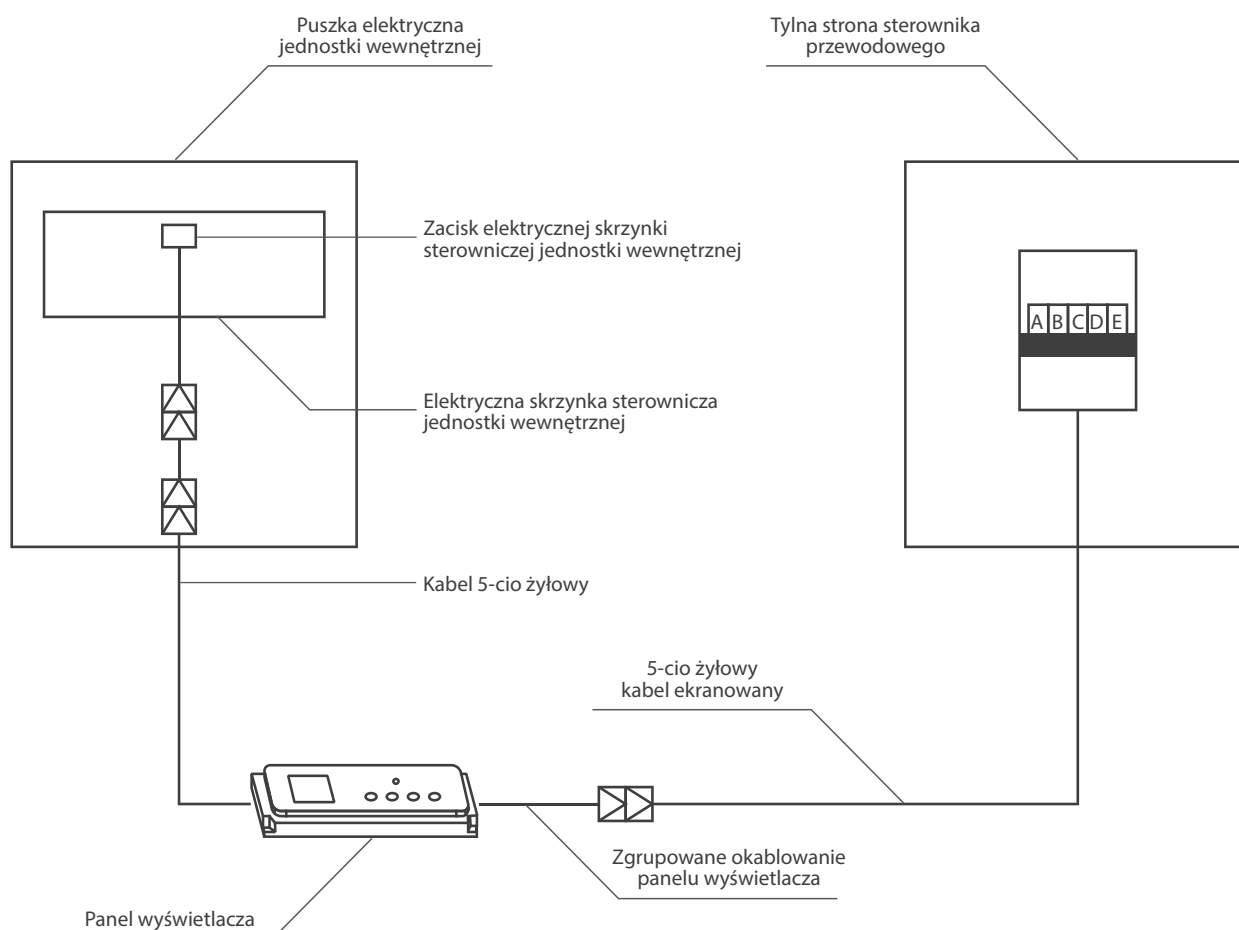 Puszka elektryczna
jednostki wewnętrznej
Tylna strona sterownika
przewodowego
Zacisk elektrycznej skrzynki
sterowniczej jednostki wewnętrznej
A B C D E
Elektryczna skrzynka sterownicza
jednostki wewnętrznej
Kabel 5-cio żyłowy
5-cio żyłowy
kabel ekranowany
Zgrupowane okablowanie
panelu wyświetlacza
Panel wyświetlacza